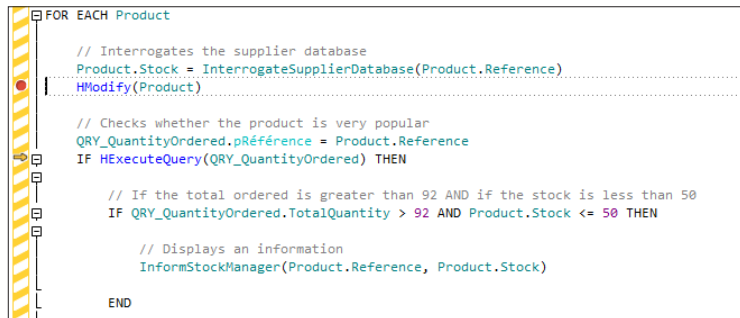 FOR EACH Product
// Interrogates the supplier database
Product.Stock = InterrogateSupplierDatabase(Product.Reference)
HModify(Product)
// Checks whether the product is very popular
QRY_QuantityOrdered.pRéférence = Product.Reference
IF HExecuteQuery(QRY_QuantityOrdered) THEN
// If the total ordered is greater than 92 AND if the stock is less than 50
IF QRY_QuantityOrdered.TotalQuantity > 92 AND Product.Stock <= 50 THEN
// Displays an information
InformStockManager(Product.Reference, Product.Stock)
END